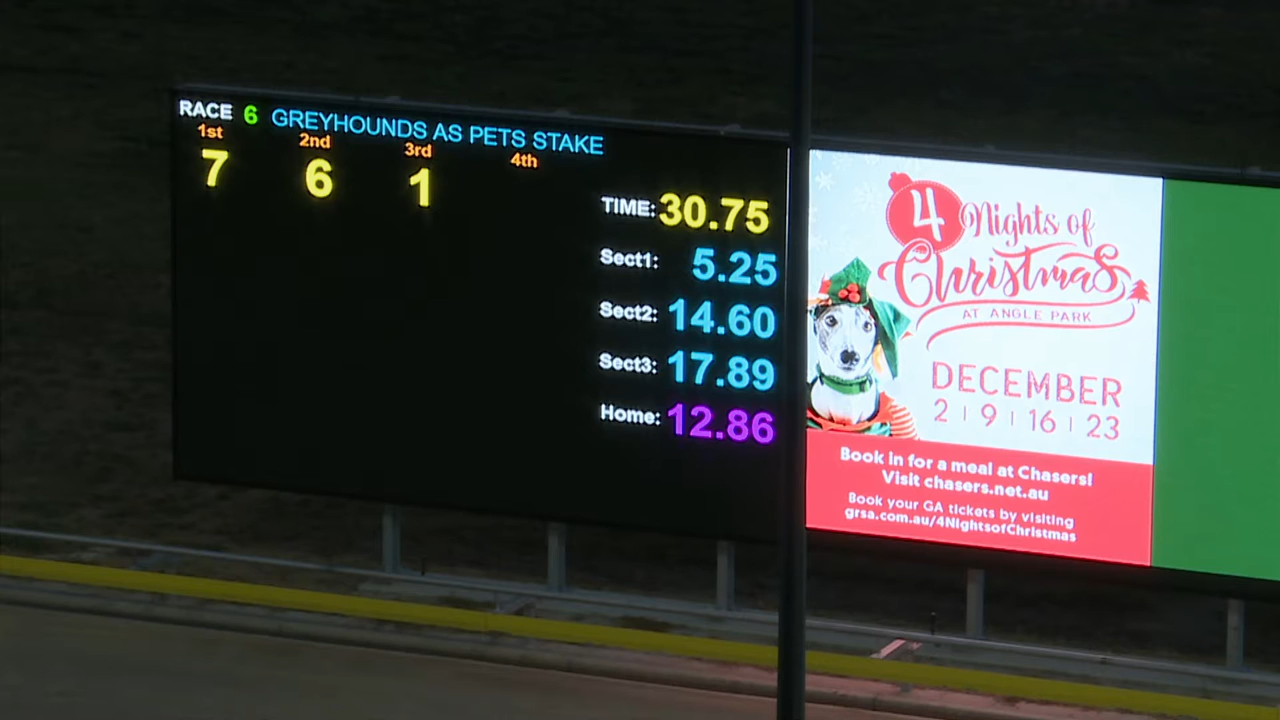 RACE 6 GREYHOUNDS AS PETS STAKE
1st 2nd 3rd 4th
7 6 1
TIME: 30.75
Sect1: 5.25
Sect2: 14.60
Sect3: 17.89
Home: 12.86
4 Nights of
Christmas
AT ANGLE PARK
DECEMBER
2 | 9 | 16 | 23
Book in for a meal at Chasers!
Visit chasers.net.au
Book your GA tickets by visiting
grsa.com.au/4NightsofChristmas